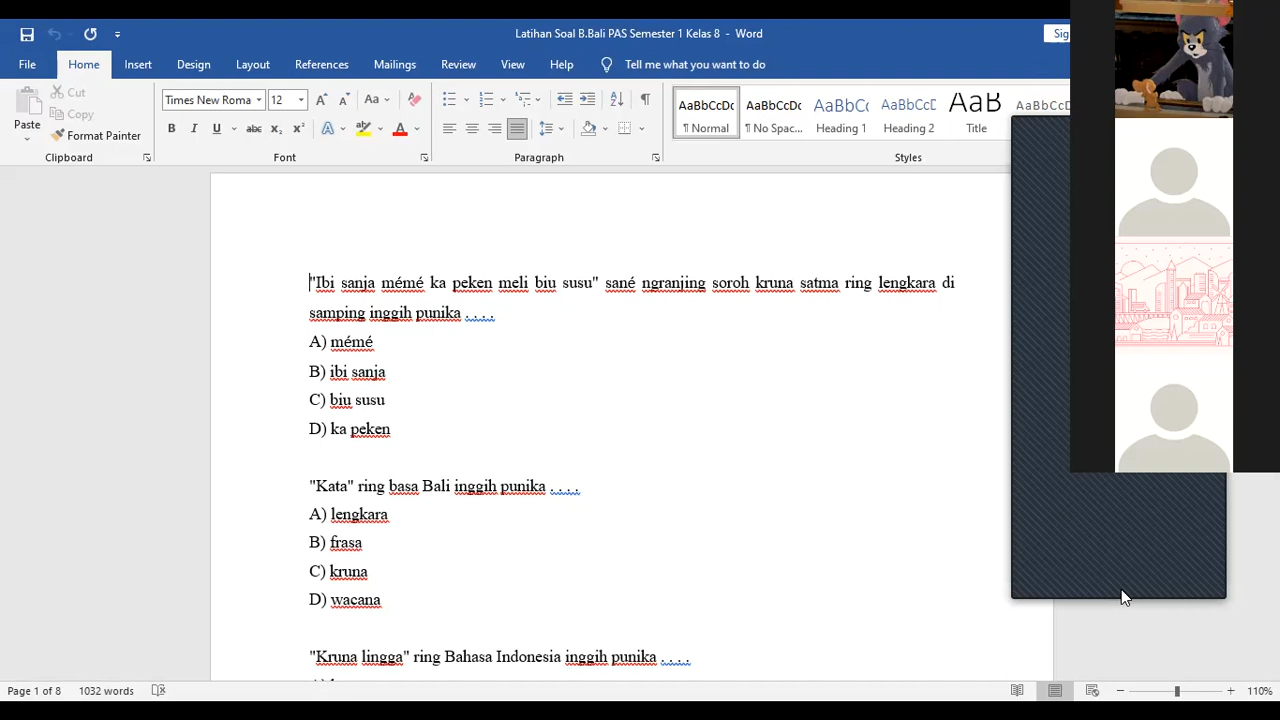 Latihan Soal B.Bali PAS Semester 1 Kelas 8 - Word
File Home Insert Design Layout References Mailings Review View Help Tell me what you want to do
Cut
Copy
Format Painter
Paste
Clipboard
Times New Roma 12
Font
Paragraph
AaBbCcDc AaBbCcDc AaBbCc AaBbCcD AaB AaBbCcD
¶ Normal ¶ No Spac... Heading 1 Heading 2 Title
Styles
"Ibi sanja mémé ka peken meli biu susu" sané ngranjing soroh kruna satma ring lengkara di
samping inggih punika . . . .
A) mémé
B) ibi sanja
C) biu susu
D) ka peken
"Kata" ring basa Bali inggih punika . . . .
A) lengkara
B) frasa
C) kruna
D) wacana
"Kruna lingga" ring Bahasa Indonesia inggih punika . . . .
Page 1 of 8 1032 words 110%